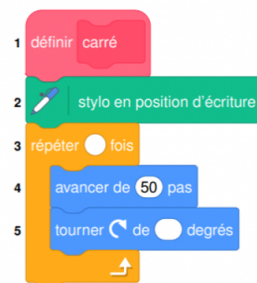 1 définir carré
2 stylo en position d'écriture
3 répéter fois
4 avancer de 50 pas
5 tourner de degrés